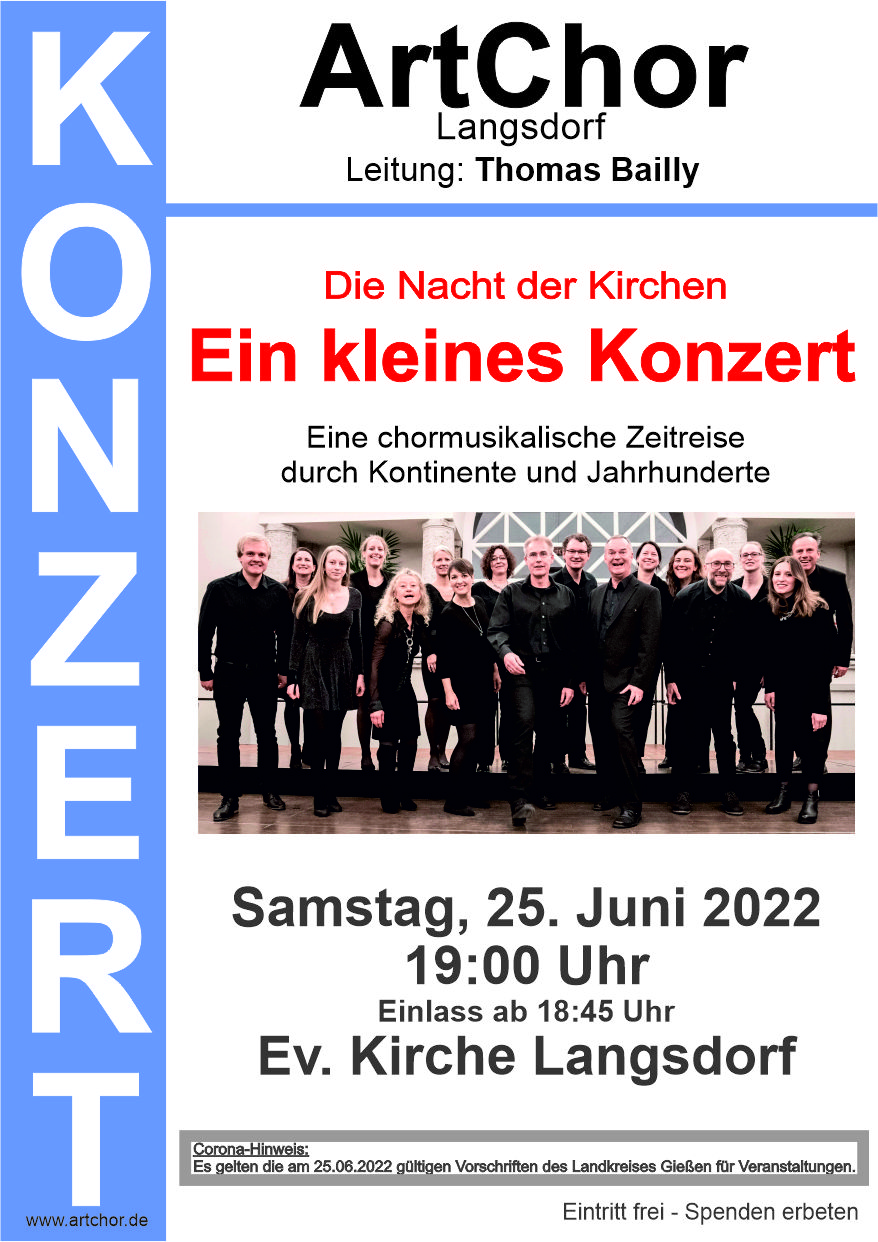 KONZERT
ArtChor
Langsdorf
Leitung: Thomas Bailly
Die Nacht der Kirchen
Ein kleines Konzert
Eine chormusikalische Zeitreise
durch Kontinente und Jahrhunderte
Samstag, 25. Juni 2022
19:00 Uhr
Einlass ab 18:45 Uhr
Ev. Kirche Langsdorf
Corona-Hinweis:
Es gelten die am 25.06.2022 gültigen Vorschriften des Landkreises Gießen für Veranstaltungen.
Eintritt frei - Spenden erbeten
www.artchor.de